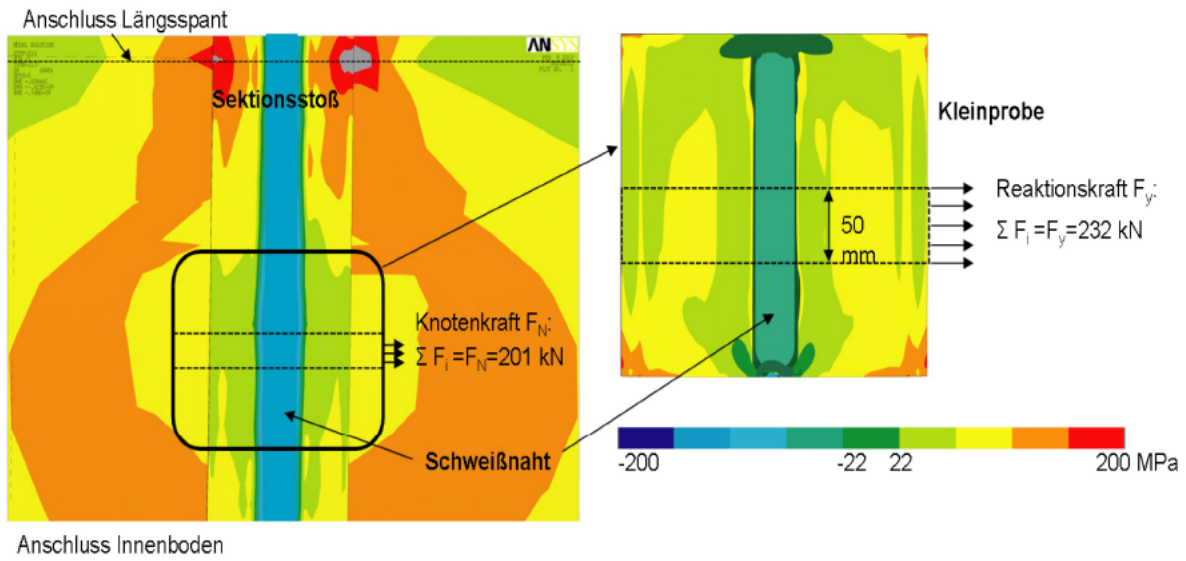 Anschluss Längsspant
ANSYS
Sektionsstoß
Kleinprobe
Reaktionskraft Fy:
Σ Fi =Fy=232 kN
50
mm
Knotenkraft FN:
Σ Fi =FN=201 kN
Schweißnaht
-200
-22
22
200 MPa
Anschluss Innenboden